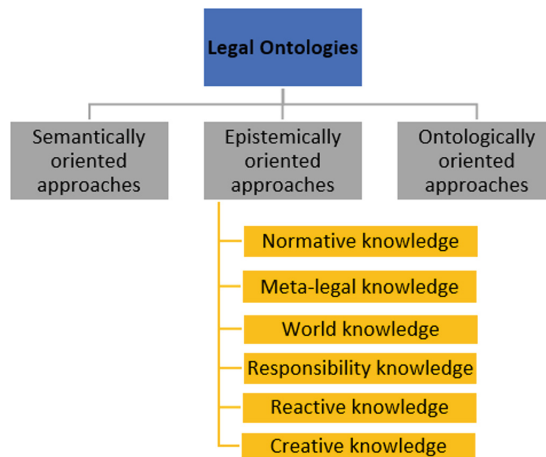 Legal Ontologies
Semantically
oriented
approaches
Epistemically
oriented
approaches
Ontologically
oriented
approaches
Normative knowledge
Meta-legal knowledge
World knowledge
Responsibility knowledge
Reactive knowledge
Creative knowledge